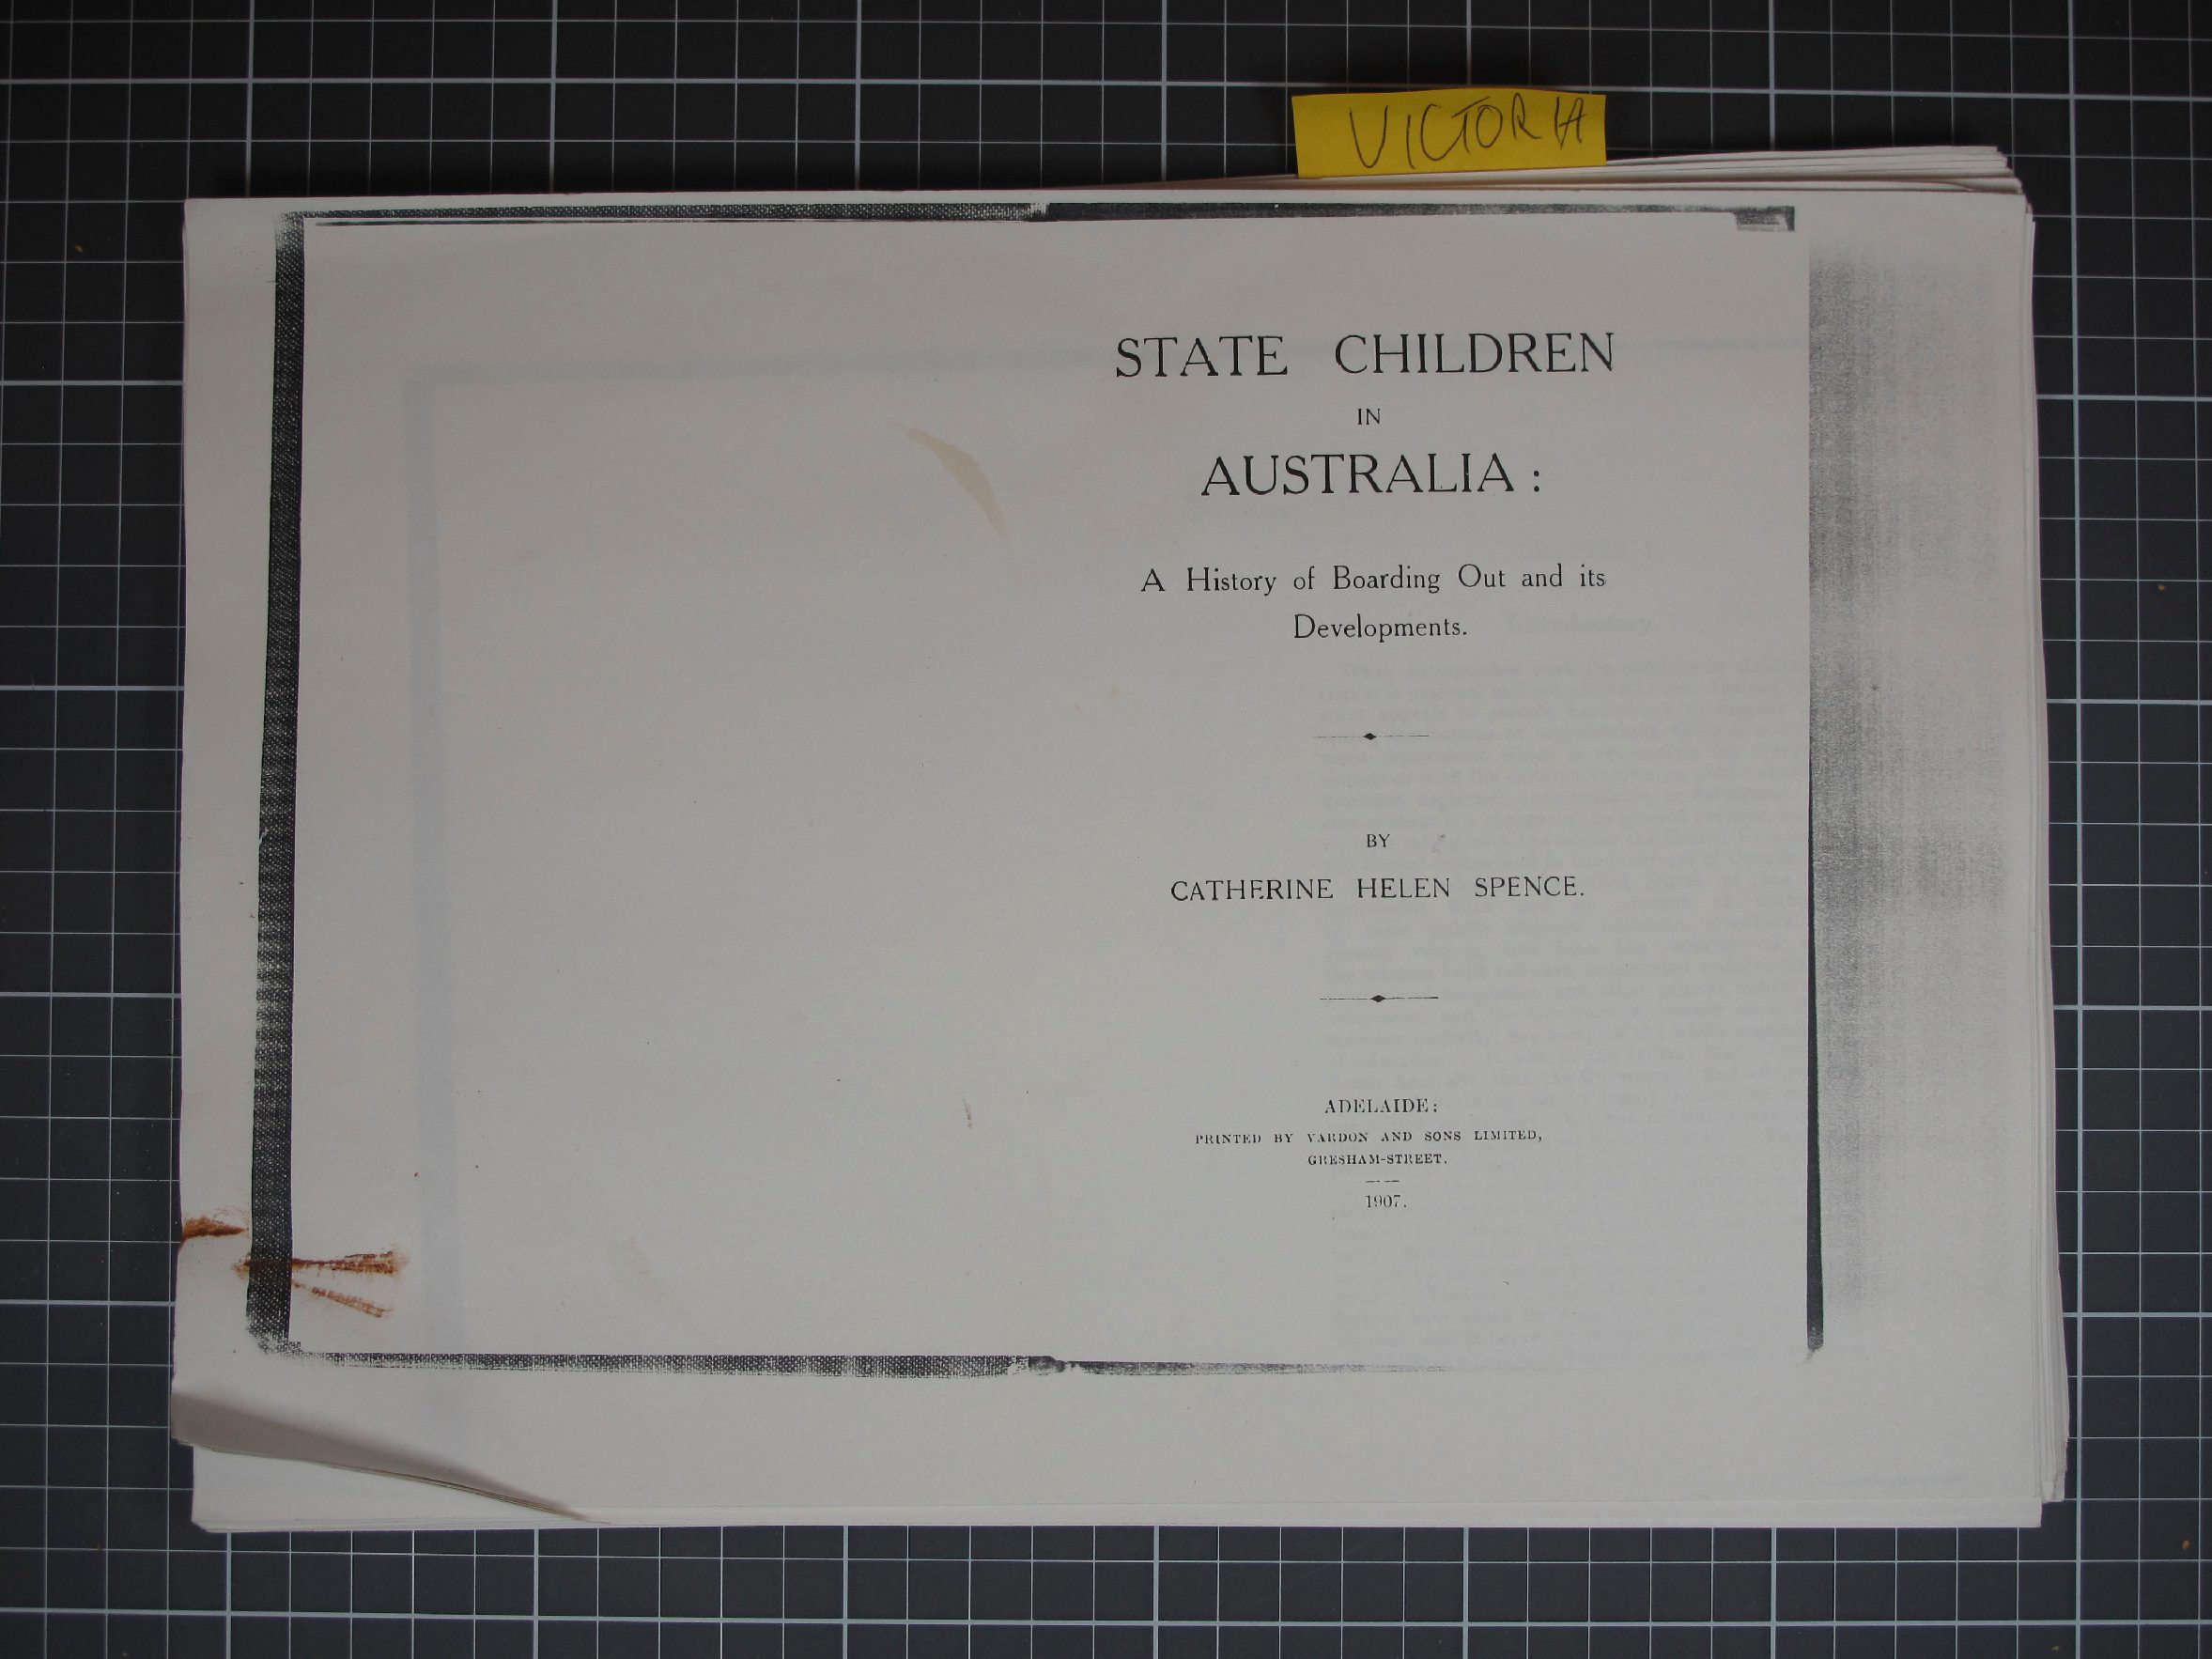 VICTORIA
STATE CHILDREN
IN
AUSTRALIA :
A History of Boarding Out and its
Developments.
BY
CATHERINE HELEN SPENCE.
ADELAIDE:
PRINTED BY VARDON AND SONS LIMITED,
GRESHAM-STREET.
1907.